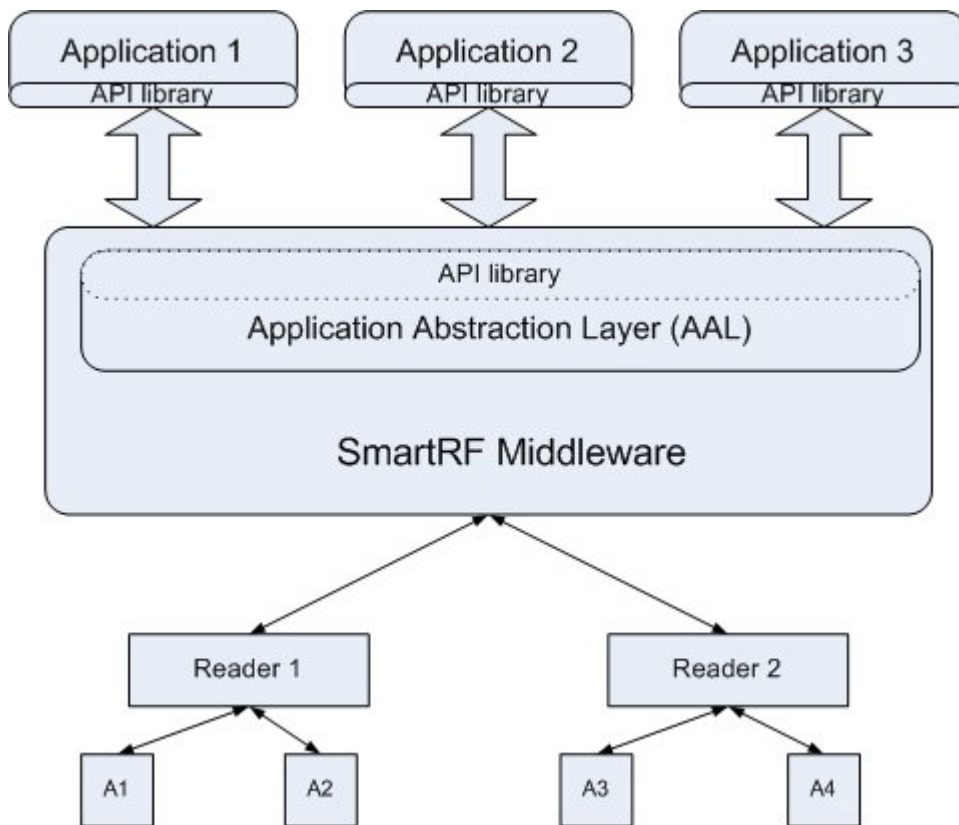 Application 1
Application 2
Application 3
API library
API library
API library
API library
Application Abstraction Layer (AAL)
SmartRF Middleware
Reader 1
Reader 2
A1
A2
A3
A4